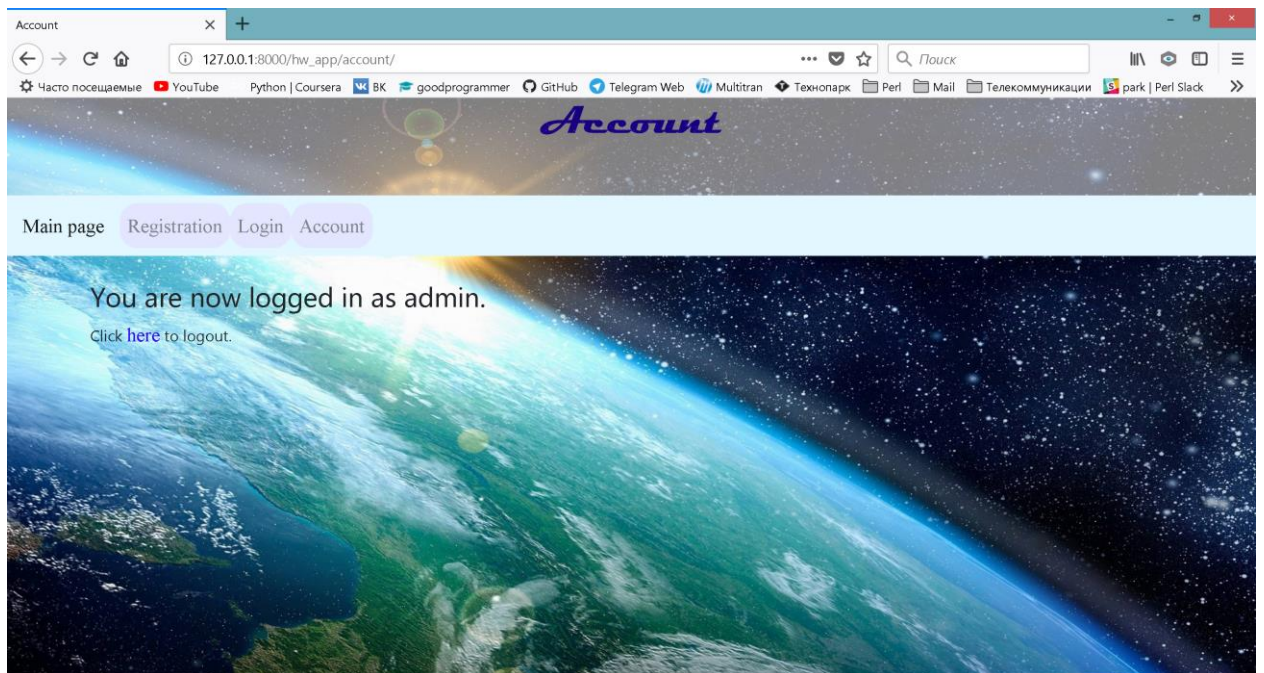 Account
127.0.0.1:8000/hw_app/account/
Поиск
Часто посещаемые YouTube Python | Coursera ВК goodprogrammer GitHub Telegram Web Multitran Технопарк Perl Mail Телекоммуникации park | Perl Slack
Account
Main page Registration Login Account
You are now logged in as admin.
Click here to logout.